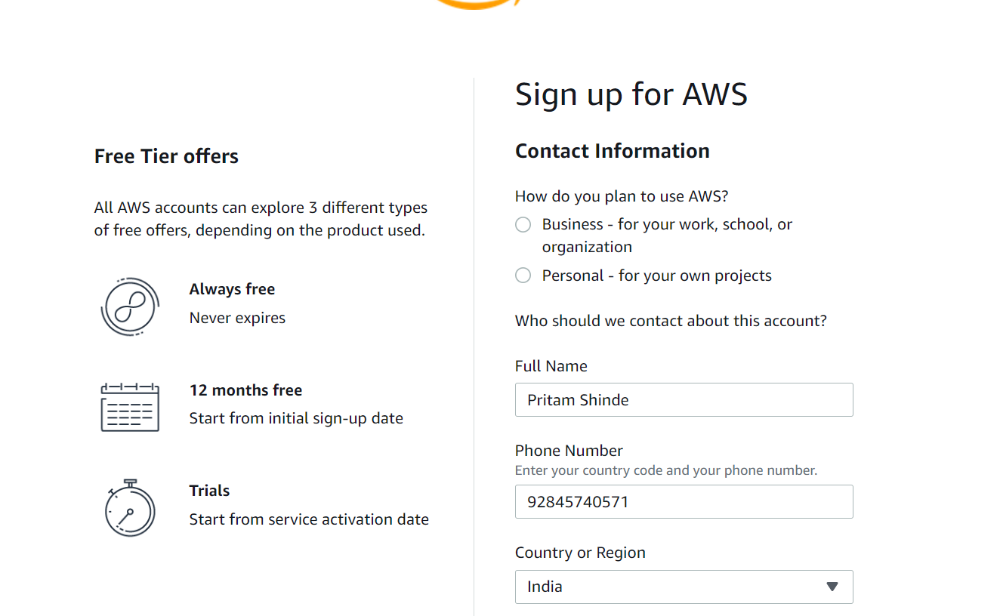 Free Tier offers
All AWS accounts can explore 3 different types
of free offers, depending on the product used.
Always free
Never expires
12 months free
Start from initial sign-up date
Trials
Start from service activation date
Sign up for AWS
Contact Information
How do you plan to use AWS?
Business - for your work, school, or
organization
Personal - for your own projects
Who should we contact about this account?
Full Name
Pritam Shinde
Phone Number
Enter your country code and your phone number.
92845740571
Country or Region
India